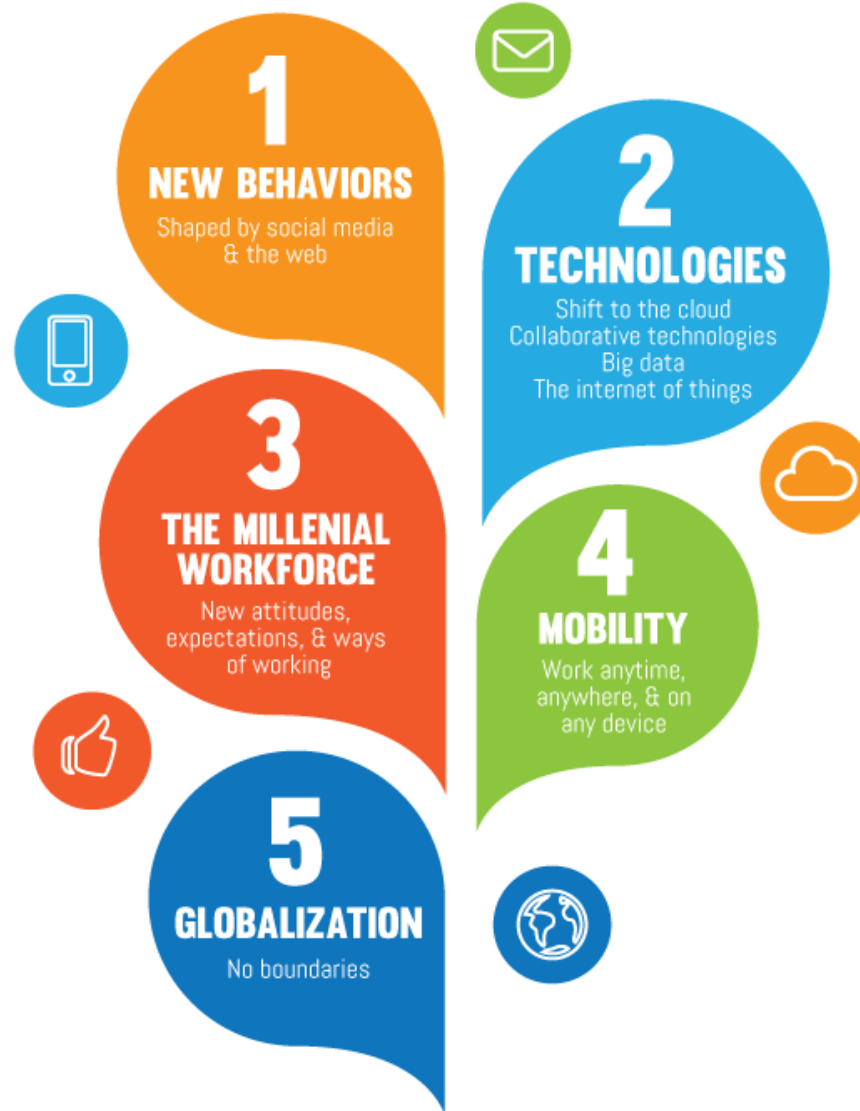 1
NEW BEHAVIORS
Shaped by social media
& the web
2
TECHNOLOGIES
Shift to the cloud
Collaborative technologies
Big data
The internet of things
3
THE MILLENIAL
WORKFORCE
New attitudes,
expectations, & ways
of working
4
MOBILITY
Work anytime,
anywhere, & on
any device
5
GLOBALIZATION
No boundaries